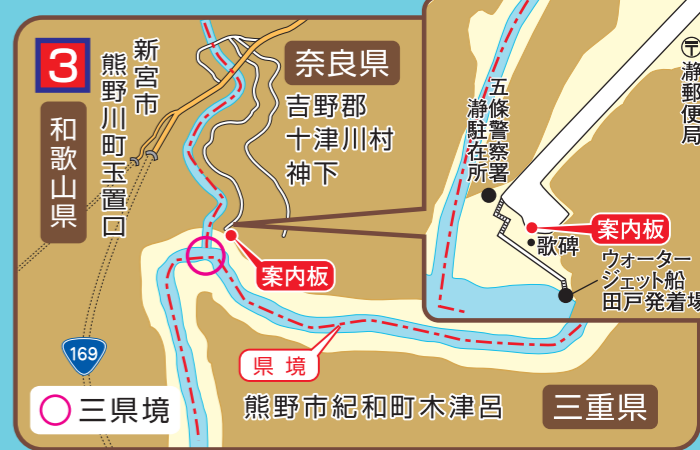 3
新宮市
熊野川町玉置口
和歌山県
奈良県
吉野郡
十津川村
神下
案内板
県境
169
三県境
熊野市紀和町木津呂
三重県
五條警察署
瀞駐在所
〒
瀞郵便局
案内板
歌碑
ウォーター
ジェット船
田戸発着場